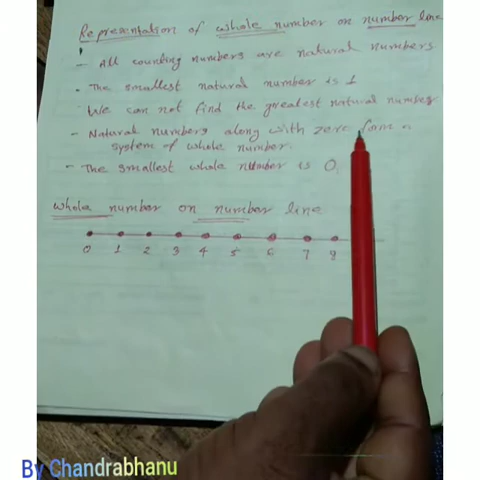 Representation of whole number on number line
- All counting numbers are natural numbers
- The smallest natural number is 1
We can not find the greatest natural number
- Natural numbers along with zero form a
system of whole number.
- The smallest whole number is 0.
whole number on number line
0 1 2 3 4 5 6 7 8
By Chandrabhanu